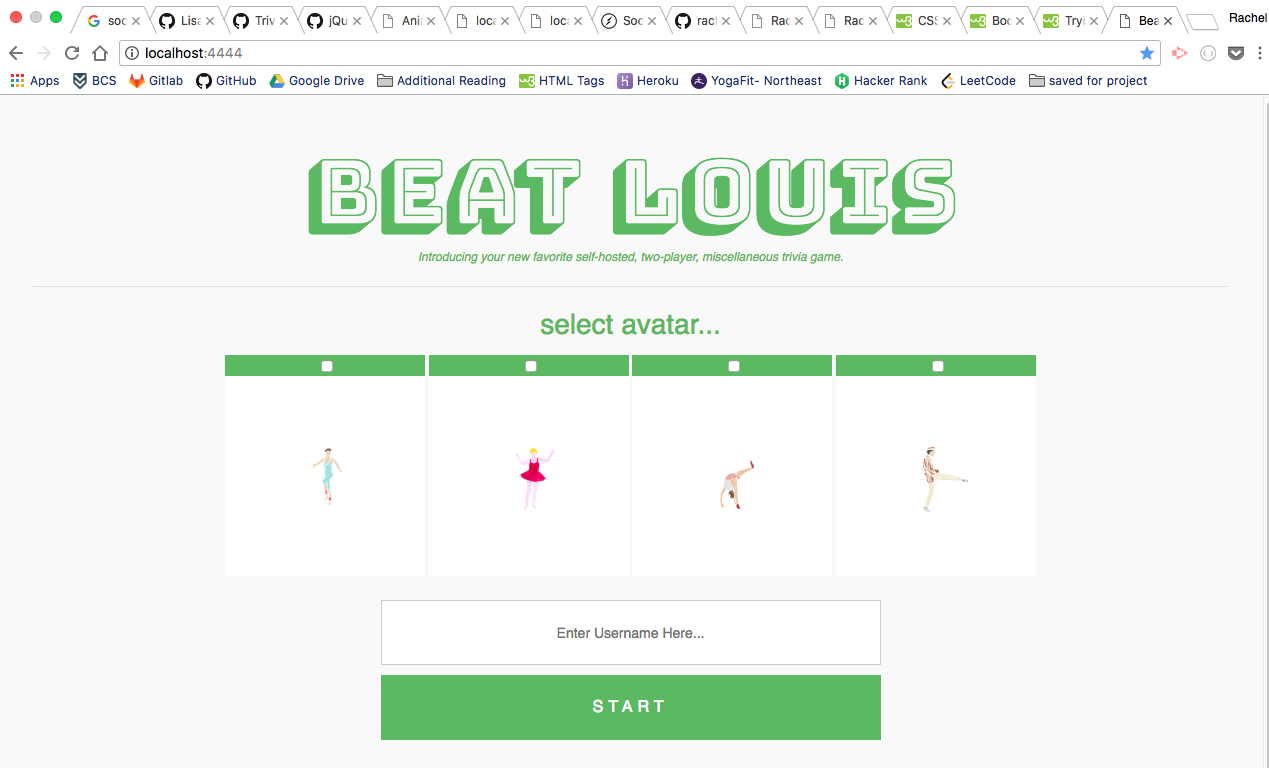 soc Lisa Triv jQu Ani loca loca Soc racl Rac Rac CSS Boo Tryi Bea Rachel
localhost:4444
Apps BCS Gitlab GitHub Google Drive Additional Reading HTML Tags Heroku YogaFit- Northeast Hacker Rank LeetCode saved for project
BEAT LOUIS
Introducing your new favorite self-hosted, two-player, miscellaneous trivia game.
select avatar...
Enter Username Here...
START